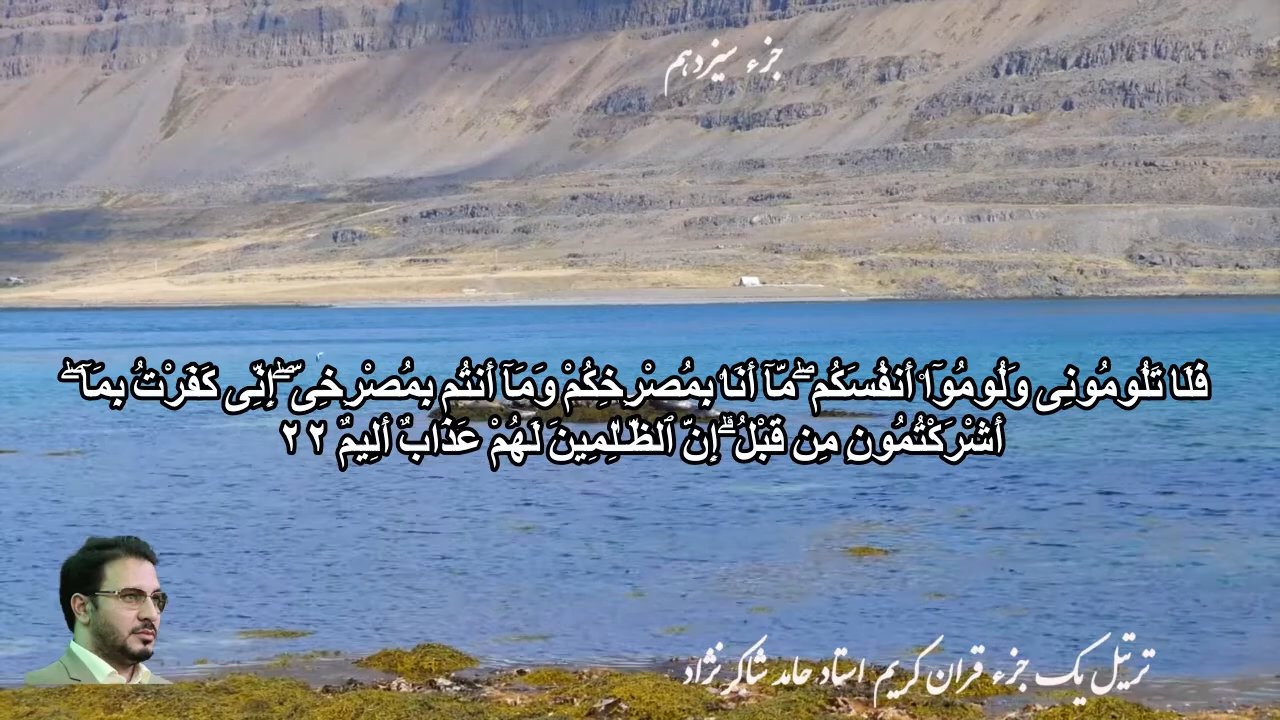 جزء سیزدهم
فَلَا تَلُومُونِى وَلُومُوٓا۟ أَنفُسَكُم ۖ مَّآ أَنَا۠ بِمُصْرِخِكُمْ وَمَآ أَنتُم بِمُصْرِخِىَّ ۖ إِنِّى كَفَرْتُ بِمَآ ۖ
أَشْرَكْتُمُونِ مِن قَبْلُ ۗ إِنَّ ٱلظَّـٰلِمِينَ لَهُمْ عَذَابٌ أَلِيمٌ ٢٢
ترتیل یک جزء قران کریم استاد حامد شاکرنژاد